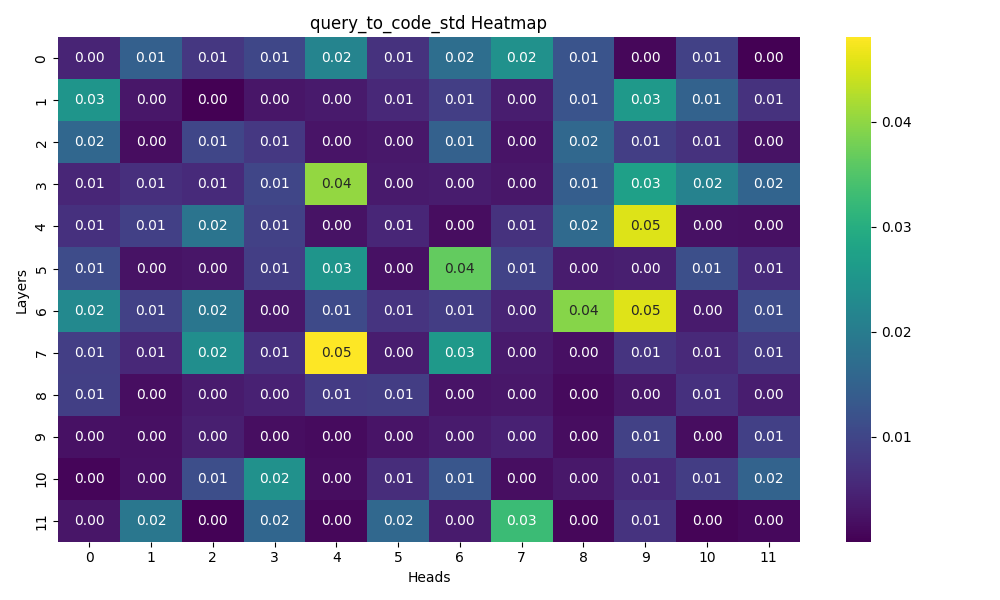 query_to_code_std Heatmap
0 0.00 0.01 0.01 0.01 0.02 0.01 0.02 0.02 0.01 0.00 0.01 0.00
1 0.03 0.00 0.00 0.00 0.00 0.01 0.01 0.00 0.01 0.03 0.01 0.01
2 0.02 0.00 0.01 0.01 0.00 0.00 0.01 0.00 0.02 0.01 0.01 0.00
3 0.01 0.01 0.01 0.01 0.04 0.00 0.00 0.00 0.01 0.03 0.02 0.02
4 0.01 0.01 0.02 0.01 0.00 0.01 0.00 0.01 0.02 0.05 0.00 0.00
5 0.01 0.00 0.00 0.01 0.03 0.00 0.04 0.01 0.00 0.00 0.01 0.01
6 0.02 0.01 0.02 0.00 0.01 0.01 0.01 0.00 0.04 0.05 0.00 0.01
7 0.01 0.01 0.02 0.01 0.05 0.00 0.03 0.00 0.00 0.01 0.01 0.01
8 0.01 0.00 0.00 0.00 0.01 0.01 0.00 0.00 0.00 0.00 0.01 0.00
9 0.00 0.00 0.00 0.00 0.00 0.00 0.00 0.00 0.00 0.01 0.00 0.01
10 0.00 0.00 0.01 0.02 0.00 0.01 0.01 0.00 0.00 0.01 0.01 0.02
11 0.00 0.02 0.00 0.02 0.00 0.02 0.00 0.03 0.00 0.01 0.00 0.00
0 1 2 3 4 5 6 7 8 9 10 11
Heads
Layers
0.04
0.03
0.02
0.01